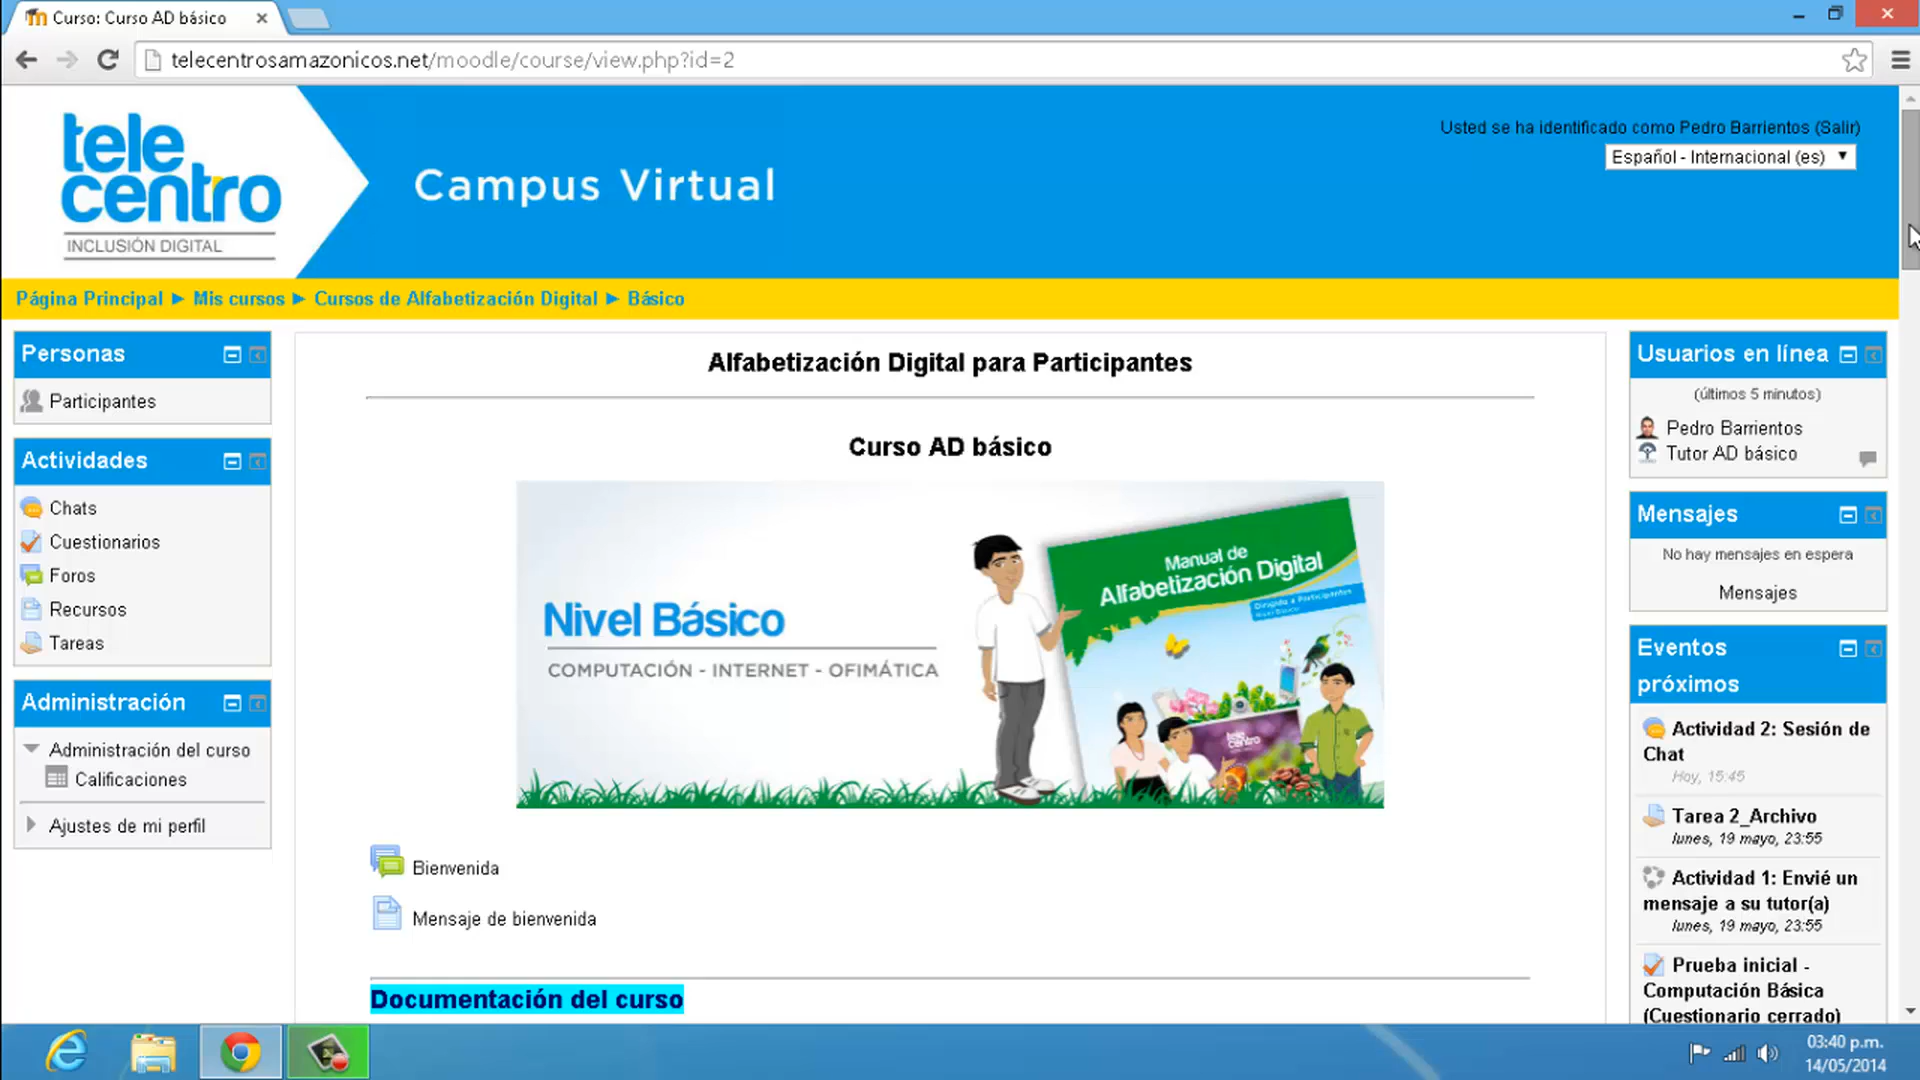 Curso: Curso AD básico
telecentrosamazonicos.net/moodle/course/view.php?id=2
tele
centro
INCLUSIÓN DIGITAL
Campus Virtual
Usted se ha identificado como Pedro Barrientos (Salir)
Español - Internacional (es)
Página Principal ► Mis cursos ► Cursos de Alfabetización Digital ► Básico
Personas
Participantes
Actividades
Chats
Cuestionarios
Foros
Recursos
Tareas
Administración
Administración del curso
Calificaciones
Ajustes de mi perfil
Alfabetización Digital para Participantes
Curso AD básico
Nivel Básico
COMPUTACIÓN - INTERNET - OFIMÁTICA
Manual de
Alfabetización Digital
Dirigido a Participantes
Nivel Básico
tele
centro
Bienvenida
Mensaje de bienvenida
Documentación del curso
Usuarios en línea
(últimos 5 minutos)
Pedro Barrientos
Tutor AD básico
Mensajes
No hay mensajes en espera
Mensajes
Eventos
próximos
Actividad 2: Sesión de
Chat
Hoy, 15:45
Tarea 2_Archivo
lunes, 19 mayo, 23:55
Actividad 1: Envié un
mensaje a su tutor(a)
lunes, 19 mayo, 23:55
Prueba inicial -
Computación Básica
(Cuestionario cerrado)
03:40 p.m.
14/05/2014